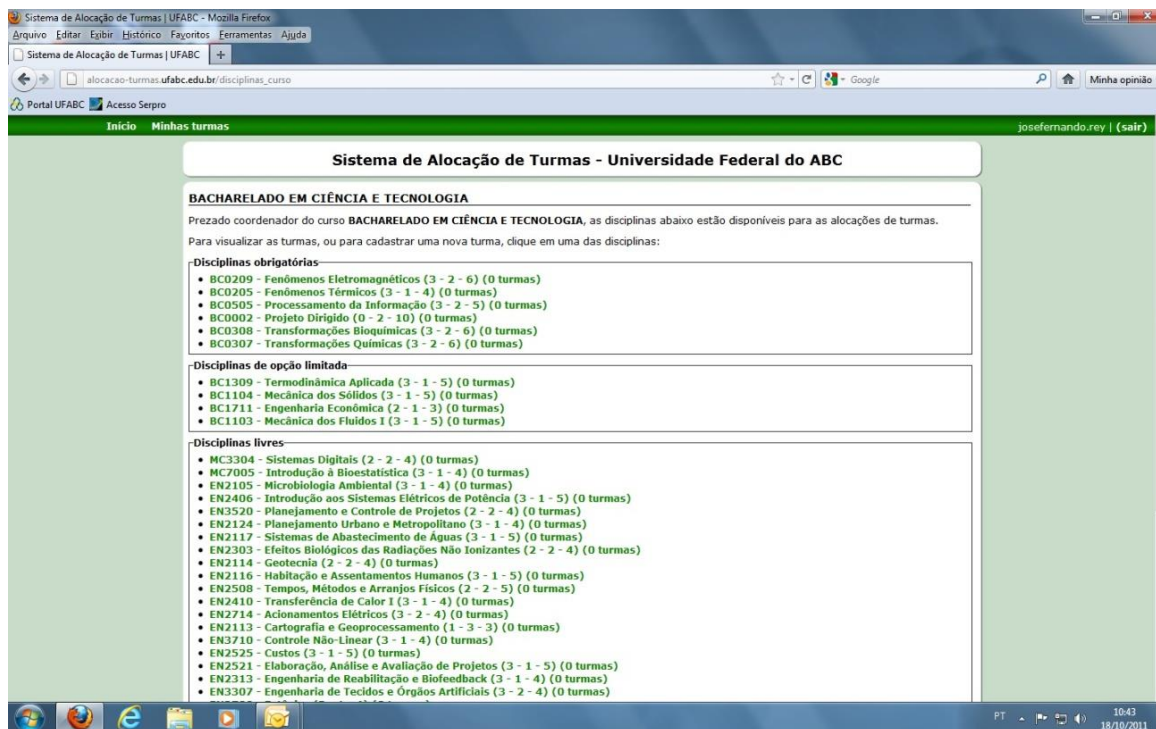 Sistema de Alocação de Turmas | UFABC - Mozilla Firefox
Arquivo Editar Exibir Histórico Favoritos Ferramentas Ajuda
Sistema de Alocação de Turmas | UFABC +
alocacao-turmas.ufabc.edu.br/disciplinas_curso Google Minha opinião
Portal UFABC Acesso Serpro
Início Minhas turmas josefernando.rey | (sair)
Sistema de Alocação de Turmas - Universidade Federal do ABC
BACHARELADO EM CIÊNCIA E TECNOLOGIA
Prezado coordenador do curso BACHARELADO EM CIÊNCIA E TECNOLOGIA, as disciplinas abaixo estão disponíveis para as alocações de turmas.
Para visualizar as turmas, ou para cadastrar uma nova turma, clique em uma das disciplinas:
Disciplinas obrigatórias
• BC0209 - Fenômenos Eletromagnéticos (3 - 2 - 6) (0 turmas)
• BC0205 - Fenômenos Térmicos (3 - 1 - 4) (0 turmas)
• BC0505 - Processamento da Informação (3 - 2 - 5) (0 turmas)
• BC0002 - Projeto Dirigido (0 - 2 - 10) (0 turmas)
• BC0308 - Transformações Bioquímicas (3 - 2 - 6) (0 turmas)
• BC0307 - Transformações Químicas (3 - 2 - 6) (0 turmas)
Disciplinas de opção limitada
• BC1309 - Termodinâmica Aplicada (3 - 1 - 5) (0 turmas)
• BC1104 - Mecânica dos Sólidos (3 - 1 - 5) (0 turmas)
• BC1711 - Engenharia Econômica (2 - 1 - 3) (0 turmas)
• BC1103 - Mecânica dos Fluidos I (3 - 1 - 5) (0 turmas)
Disciplinas livres
• MC3304 - Sistemas Digitais (2 - 2 - 4) (0 turmas)
• MC7005 - Introdução à Bioestatística (3 - 1 - 4) (0 turmas)
• EN2105 - Microbiologia Ambiental (3 - 1 - 4) (0 turmas)
• EN2406 - Introdução aos Sistemas Elétricos de Potência (3 - 1 - 5) (0 turmas)
• EN3520 - Planejamento e Controle de Projetos (2 - 2 - 4) (0 turmas)
• EN2124 - Planejamento Urbano e Metropolitano (3 - 1 - 4) (0 turmas)
• EN2117 - Sistemas de Abastecimento de Águas (3 - 1 - 5) (0 turmas)
• EN2303 - Efeitos Biológicos das Radiações Não Ionizantes (2 - 2 - 4) (0 turmas)
• EN2114 - Geotecnia (2 - 2 - 4) (0 turmas)
• EN2116 - Habitação e Assentamentos Humanos (3 - 1 - 5) (0 turmas)
• EN2508 - Tempos, Métodos e Arranjos Físicos (2 - 2 - 5) (0 turmas)
• EN2410 - Transferência de Calor I (3 - 1 - 4) (0 turmas)
• EN2714 - Acionamentos Elétricos (3 - 2 - 4) (0 turmas)
• EN2113 - Cartografia e Geoprocessamento (1 - 3 - 3) (0 turmas)
• EN3710 - Controle Não-Linear (3 - 1 - 4) (0 turmas)
• EN2525 - Custos (3 - 1 - 5) (0 turmas)
• EN2521 - Elaboração, Análise e Avaliação de Projetos (3 - 1 - 5) (0 turmas)
• EN2313 - Engenharia de Reabilitação e Biofeedback (3 - 1 - 4) (0 turmas)
• EN3307 - Engenharia de Tecidos e Órgãos Artificiais (3 - 2 - 4) (0 turmas)
PT 10:43
18/10/2011